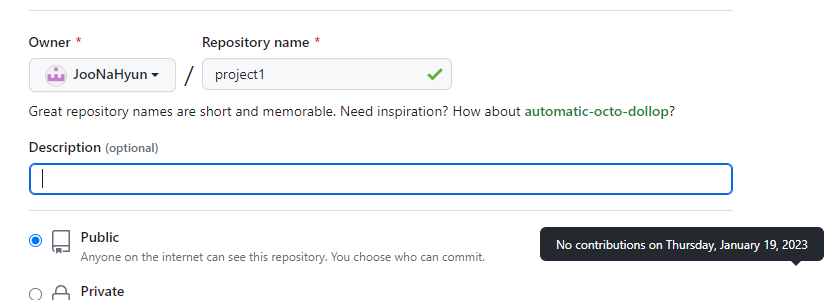 Owner *
Repository name *
JooNaHyun
/
project1
Great repository names are short and memorable. Need inspiration? How about automatic-octo-dollop?
Description (optional)
Public
Anyone on the internet can see this repository. You choose who can commit.
No contributions on Thursday, January 19, 2023
Private